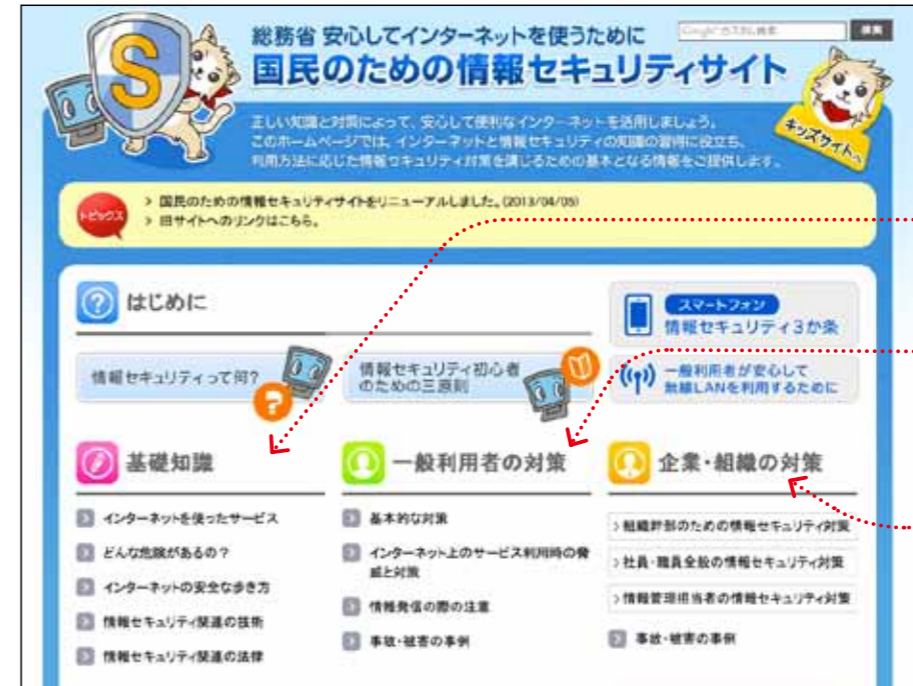 総務省 安心してインターネットを使うために
検索
国民のための情報セキュリティサイト
S
キッズサイトへ
正しい知識と対策によって、安心して便利なインターネットを活用しましょう。
このホームページでは、インターネットと情報セキュリティの知識の習得に役立ち、
利用方法に応じた情報セキュリティ対策を講じるための基本となる情報をご提供します。
トピックス
> 国民のための情報セキュリティサイトをリニューアルしました。(2013/04/05)
> 旧サイトへのリンクはこちら。
はじめに
情報セキュリティって何?
情報セキュリティ初心者
のための三原則
スマートフォン
情報セキュリティ3か条
一般利用者が安心して
無線LANを利用するために
基礎知識
インターネットを使ったサービス
どんな危険があるの?
インターネットの安全な歩き方
情報セキュリティ関連の技術
情報セキュリティ関連の法律
一般利用者の対策
基本的な対策
インターネット上のサービス利用時の脅
威と対策
情報発信の際の注意
事故・被害の事例
企業・組織の対策
> 組織幹部のための情報セキュリティ対策
> 社員・職員全般の情報セキュリティ対策
> 情報管理担当者の情報セキュリティ対策
事故・被害の事例